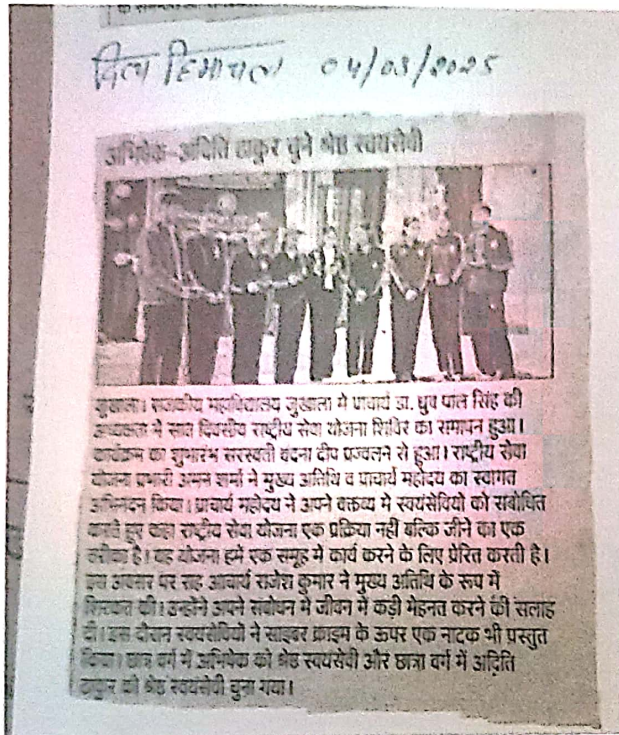 दिव्य हिमाचल 04/03/2025
अभिषेक-अदिति ठाकुर चुने श्रेष्ठ स्वयंसेवी
जुखाला। राजकीय महाविद्यालय जुखाला में प्राचार्य डा. ध्रुव पाल सिंह की
अध्यक्षता में सात दिवसीय राष्ट्रीय सेवा योजना शिविर का समापन हुआ।
कार्यक्रम का शुभारंभ सरस्वती वंदना दीप प्रज्वलन से हुआ। राष्ट्रीय सेवा
योजना प्रभारी अमन शर्मा ने मुख्य अतिथि व प्राचार्य महोदय का स्वागत
अभिनंदन किया। प्राचार्य महोदय ने अपने वक्तव्य में स्वयंसेवियों को संबोधित
करते हुए कहा राष्ट्रीय सेवा योजना एक प्रक्रिया नहीं बल्कि जीने का एक
तरीका है। यह योजना हमें एक समूह में कार्य करने के लिए प्रेरित करती है।
इस अवसर पर सह आचार्य राजेश कुमार ने मुख्य अतिथि के रूप में
शिरकत की। उन्होंने अपने संबोधन में जीवन में कड़ी मेहनत करने की सलाह
दी। इस दौरान स्वयंसेवियों ने साइबर क्राइम के ऊपर एक नाटक भी प्रस्तुत
किया। छात्र वर्ग में अभिषेक को श्रेष्ठ स्वयंसेवी और छात्रा वर्ग में अदिति
ठाकुर को श्रेष्ठ स्वयंसेवी चुना गया।